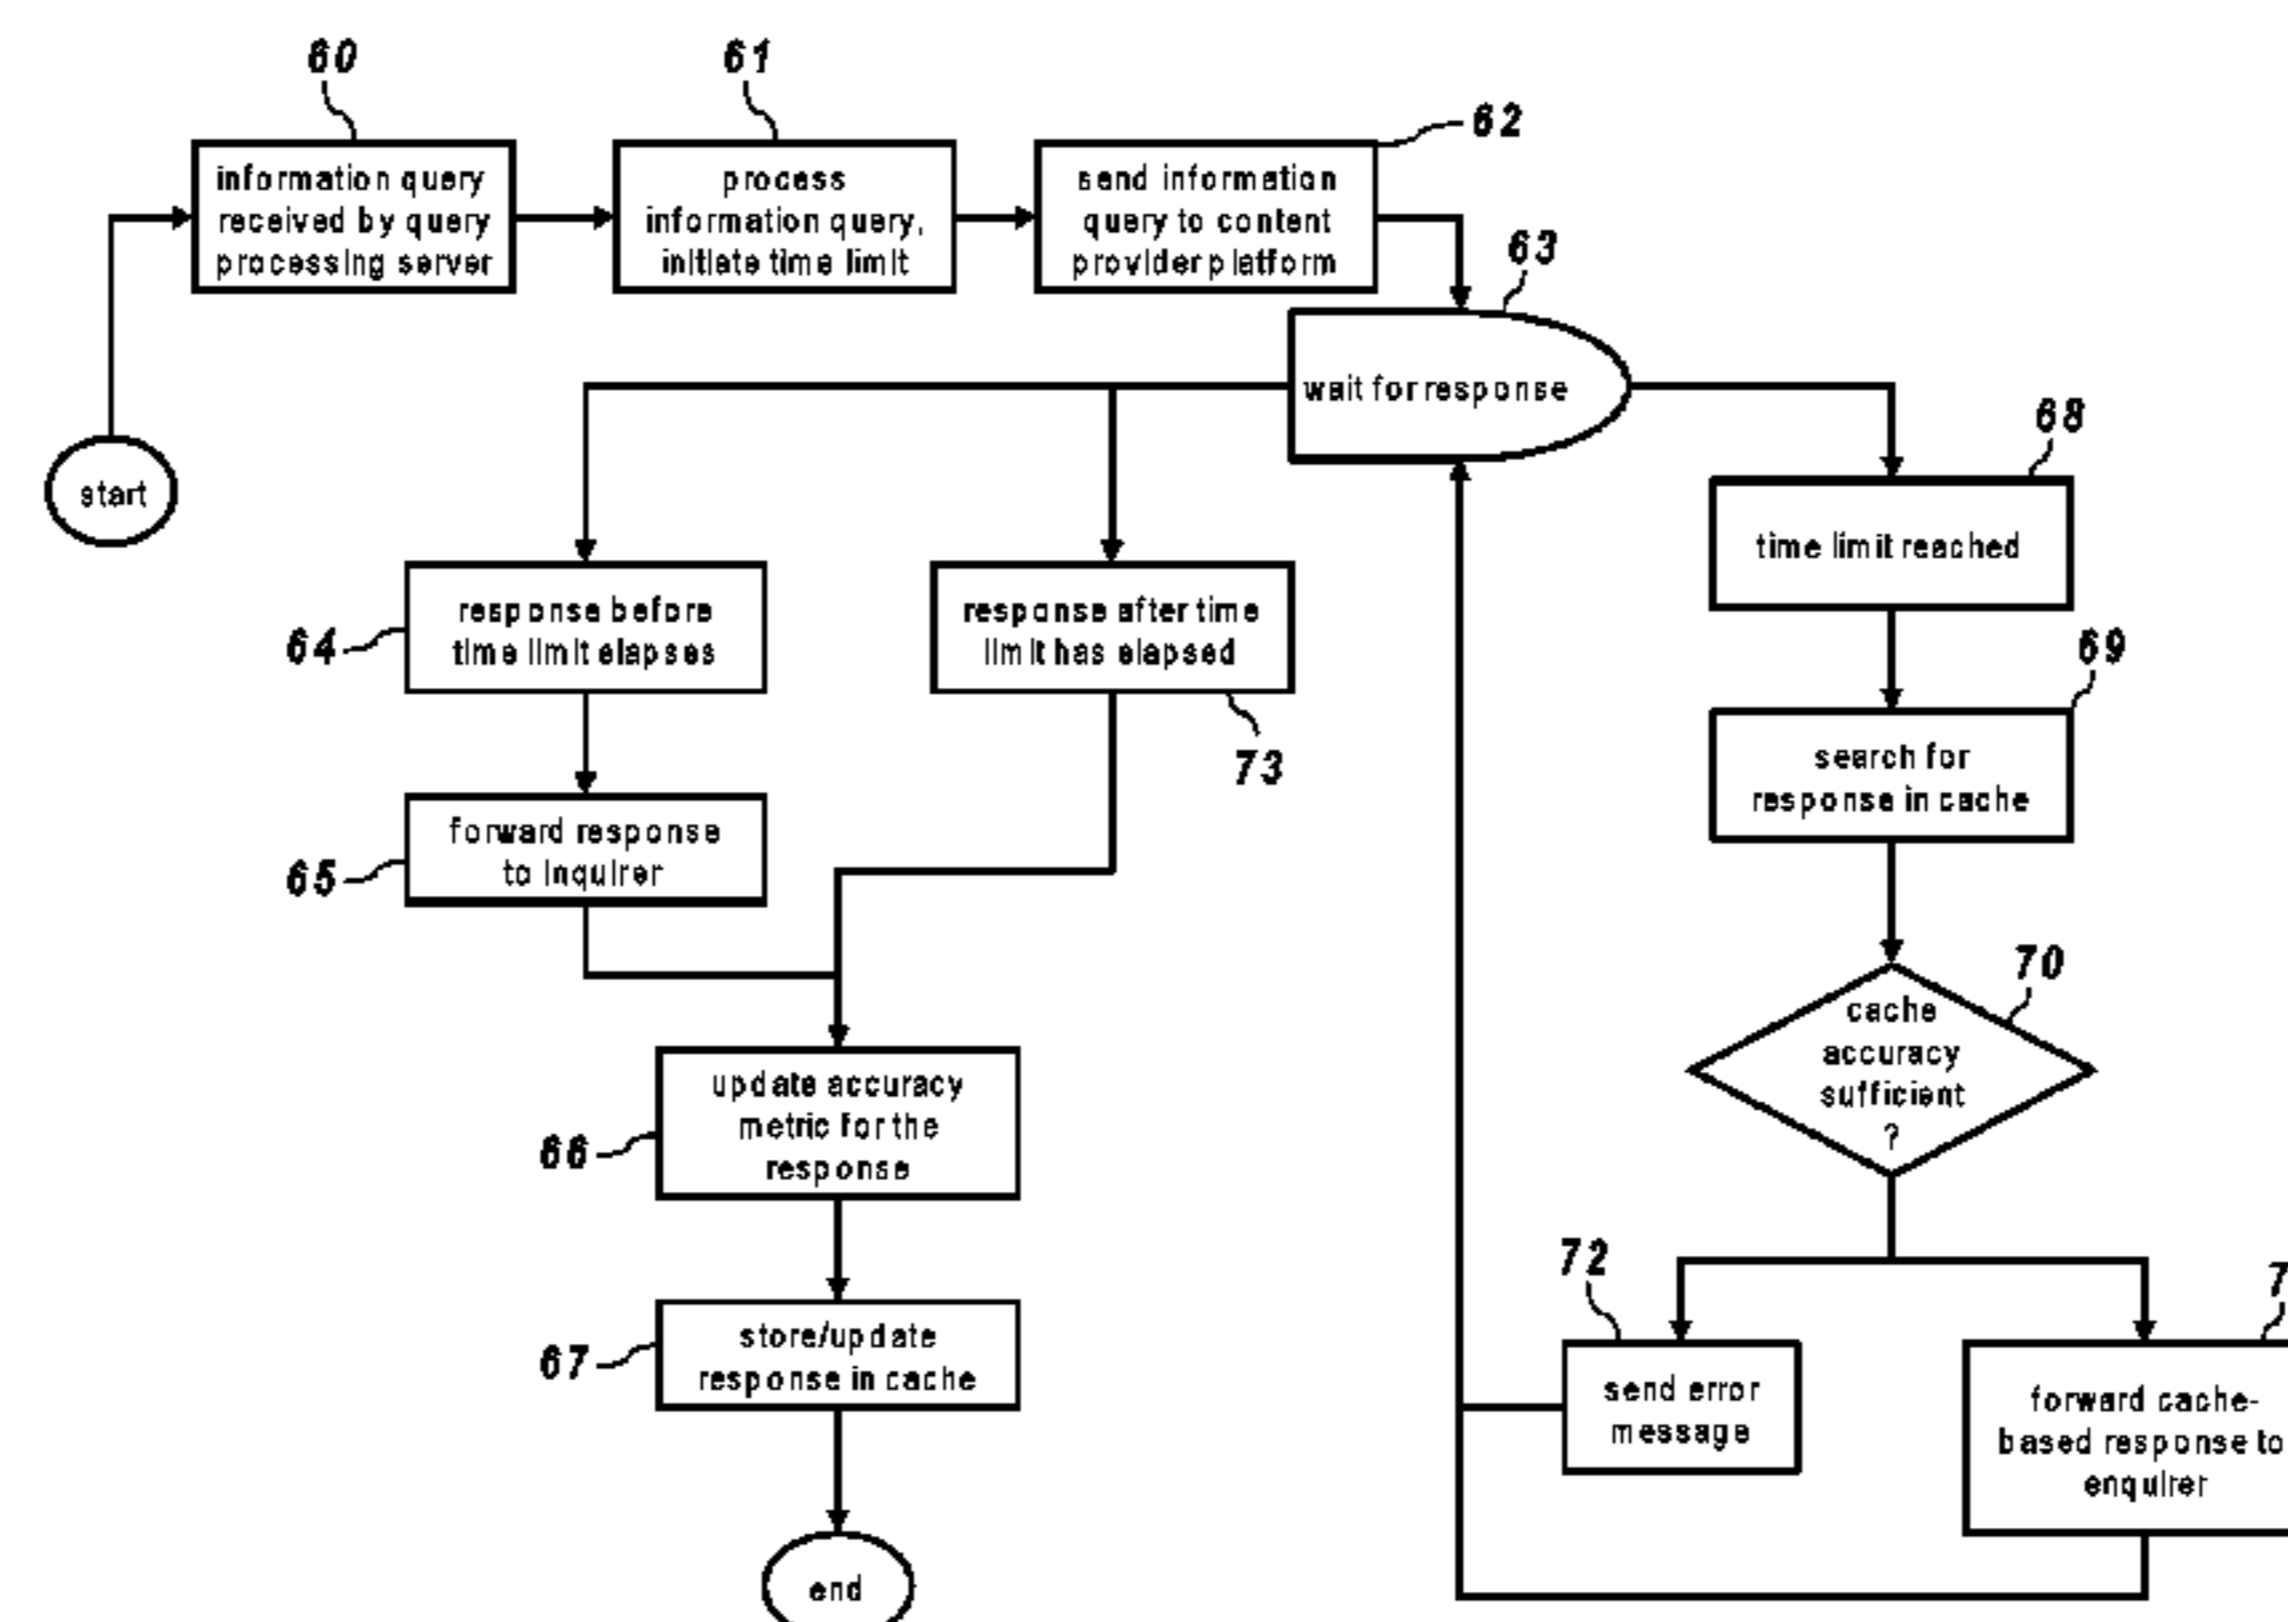 60
61
62
information query
received by query
processing server
process
information query,
initiate time limit
send information
query to content
provider platform
63
wait for response
start
68
time limit reached
64
response before
time limit elapses
response after time
limit has elapsed
73
69
search for
response in cache
65
forward response
to inquirer
70
cache
accuracy
sufficient
?
66
update accuracy
metric for the
response
72
7
67
store/update
response in cache
send error
message
forward cache-
based response to
enquirer
end